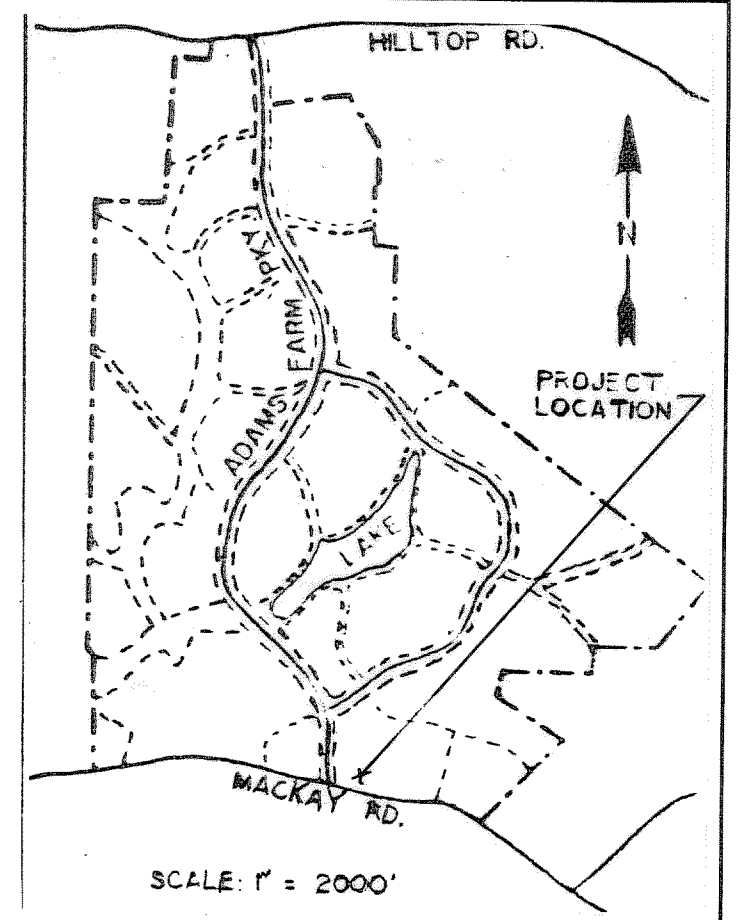 HILLTOP RD.
N
ADAMS FARM PKY
PROJECT
LOCATION
LAKE
MACKAY RD.
SCALE: 1" = 2000'